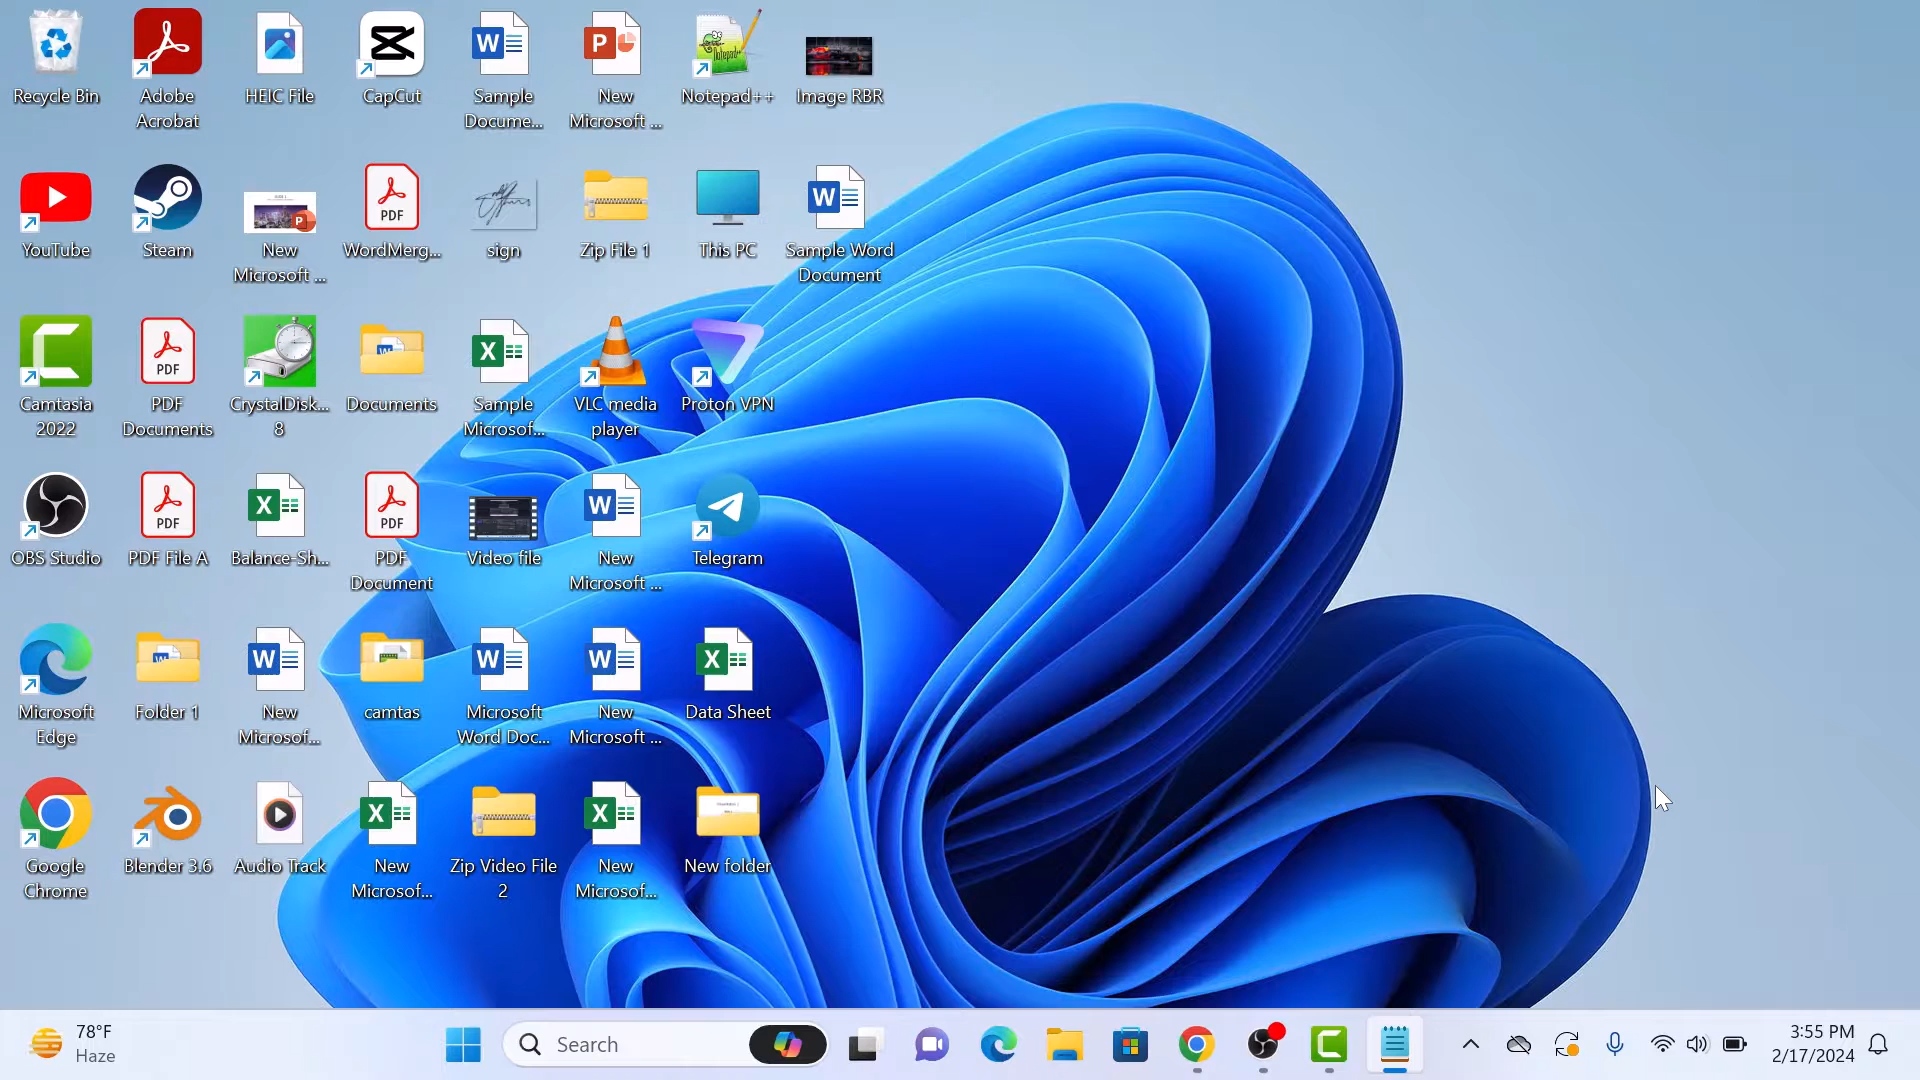 Recycle Bin
Adobe
Acrobat
HEIC File
CapCut
Sample
Docume...
New
Microsoft ...
Notepad++
Image RBR
YouTube
Steam
New
Microsoft ...
WordMerg...
sign
Zip File 1
This PC
Sample Word
Document
Camtasia
2022
PDF
Documents
CrystalDisk...
8
Documents
Sample
Microsof...
VLC media
player
Proton VPN
OBS Studio
PDF File A
Balance-Sh...
PDF
Document
Video file
New
Microsoft ...
Telegram
Microsoft
Edge
Folder 1
New
Microsof...
camtas
Microsoft
Word Doc...
New
Microsoft ...
Data Sheet
Google
Chrome
Blender 3.6
Audio Track
New
Microsof...
Zip Video File
2
New
Microsof...
New folder
78°F
Haze
Search
3:55 PM
2/17/2024